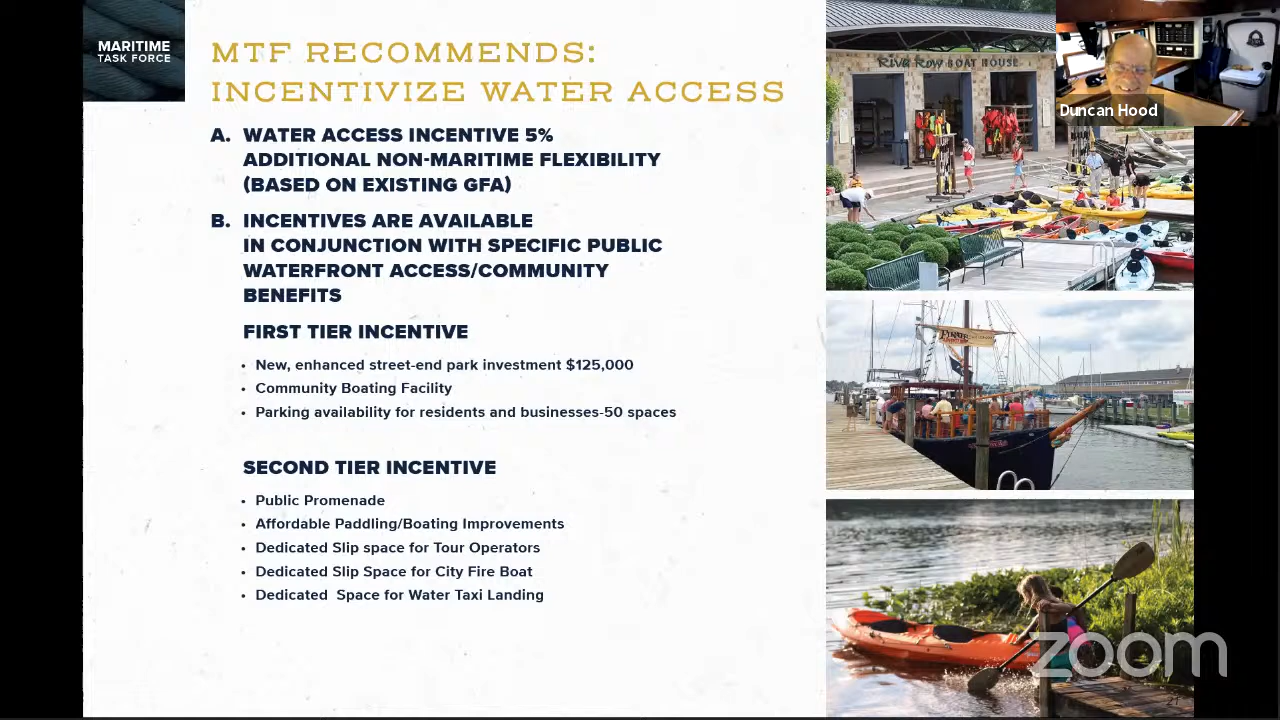 MARITIME
TASK FORCE
MTF RECOMMENDS:
INCENTIVIZE WATER ACCESS
A. WATER ACCESS INCENTIVE 5%
ADDITIONAL NON-MARITIME FLEXIBILITY
(BASED ON EXISTING GFA)
B. INCENTIVES ARE AVAILABLE
IN CONJUNCTION WITH SPECIFIC PUBLIC
WATERFRONT ACCESS/COMMUNITY
BENEFITS
FIRST TIER INCENTIVE
• New, enhanced street-end park investment $125,000
• Community Boating Facility
• Parking availability for residents and businesses-50 spaces
SECOND TIER INCENTIVE
• Public Promenade
• Affordable Paddling/Boating Improvements
• Dedicated Slip space for Tour Operators
• Dedicated Slip Space for City Fire Boat
• Dedicated  Space for Water Taxi Landing
Riva Row BOAT HOUSE
Duncan Hood
zoom